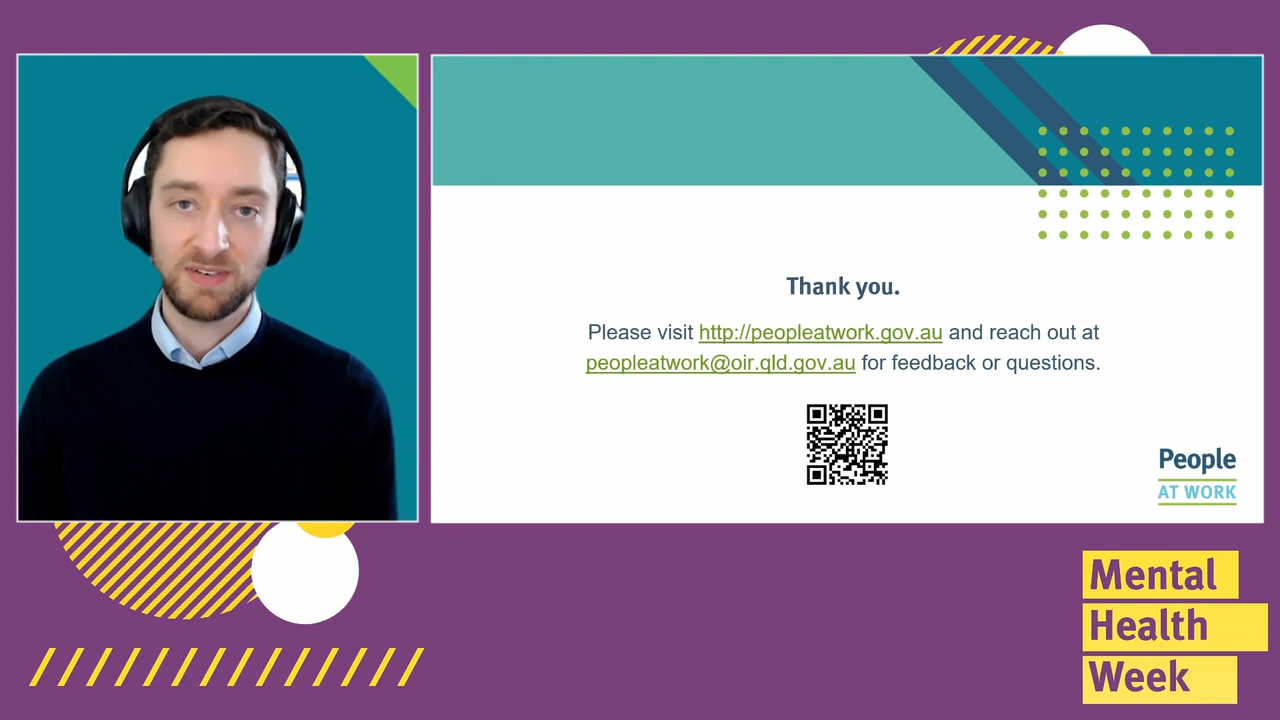 Thank you.
Please visit http://peopleatwork.gov.au and reach out at
peopleatwork@oir.qld.gov.au for feedback or questions.
People
AT WORK
Mental
Health
Week